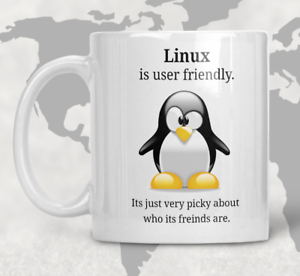 Linux
is user friendly.
Its just very picky about
who its freinds are.